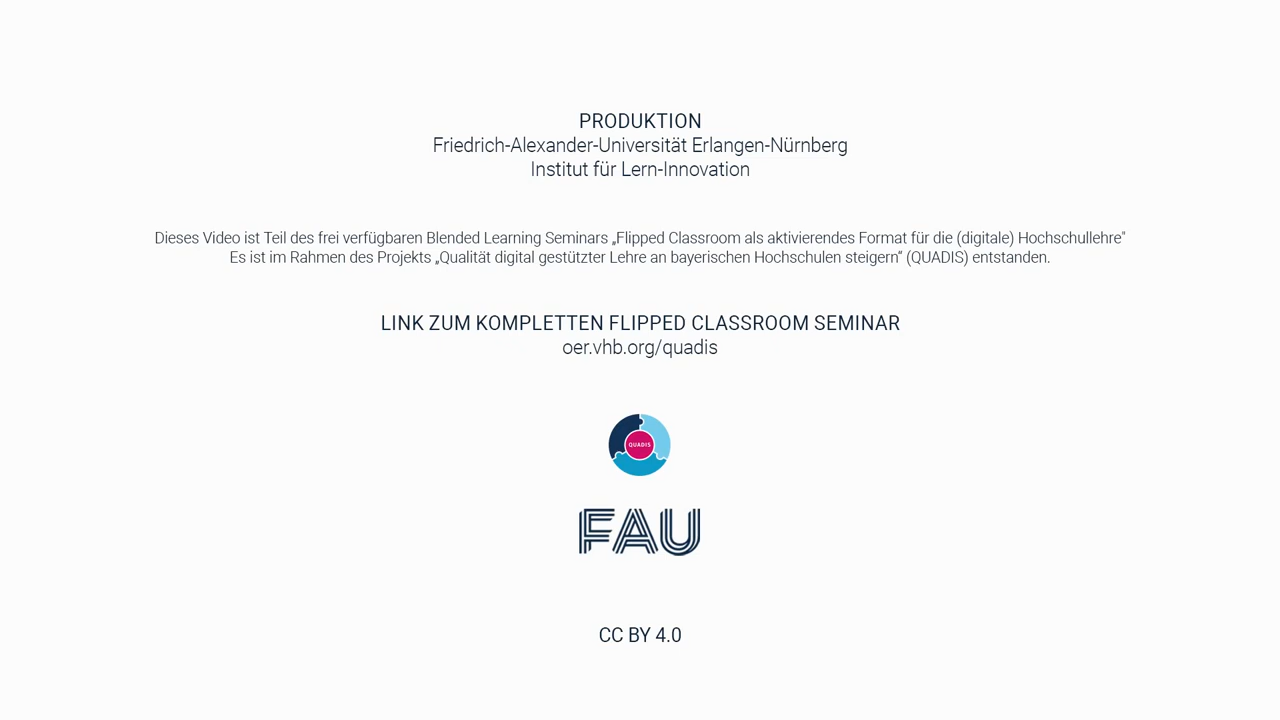 PRODUKTION
Friedrich-Alexander-Universität Erlangen-Nürnberg
Institut für Lern-Innovation
Dieses Video ist Teil des frei verfügbaren Blended Learning Seminars „Flipped Classroom als aktivierendes Format für die (digitale) Hochschullehre"
Es ist im Rahmen des Projekts „Qualität digital gestützter Lehre an bayerischen Hochschulen steigern“ (QUADIS) entstanden.
LINK ZUM KOMPLETTEN FLIPPED CLASSROOM SEMINAR
oer.vhb.org/quadis
QUADIS
FAU
CC BY 4.0